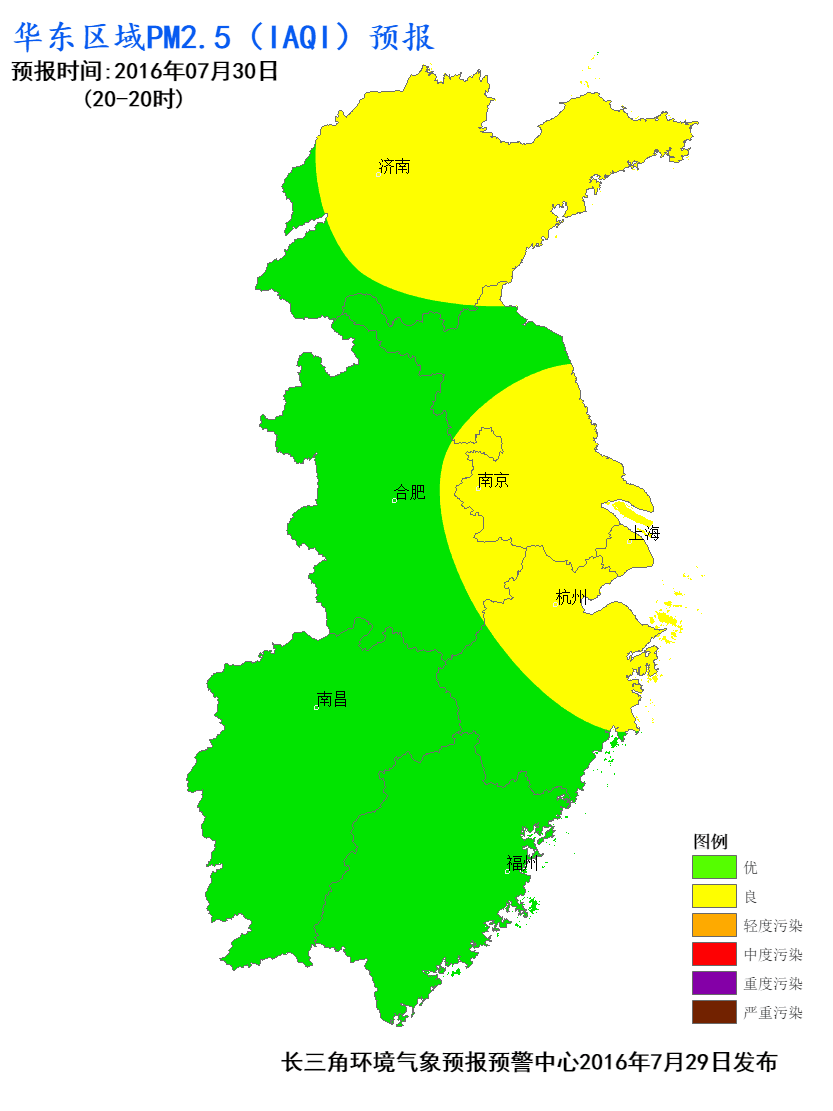 华东区域PM2.5（IAQI）预报
预报时间:2016年07月30日
(20-20时)
济南
南京
合肥
上海
杭州
南昌
福州
图例
优
良
轻度污染
中度污染
重度污染
严重污染
长三角环境气象预报预警中心2016年7月29日发布